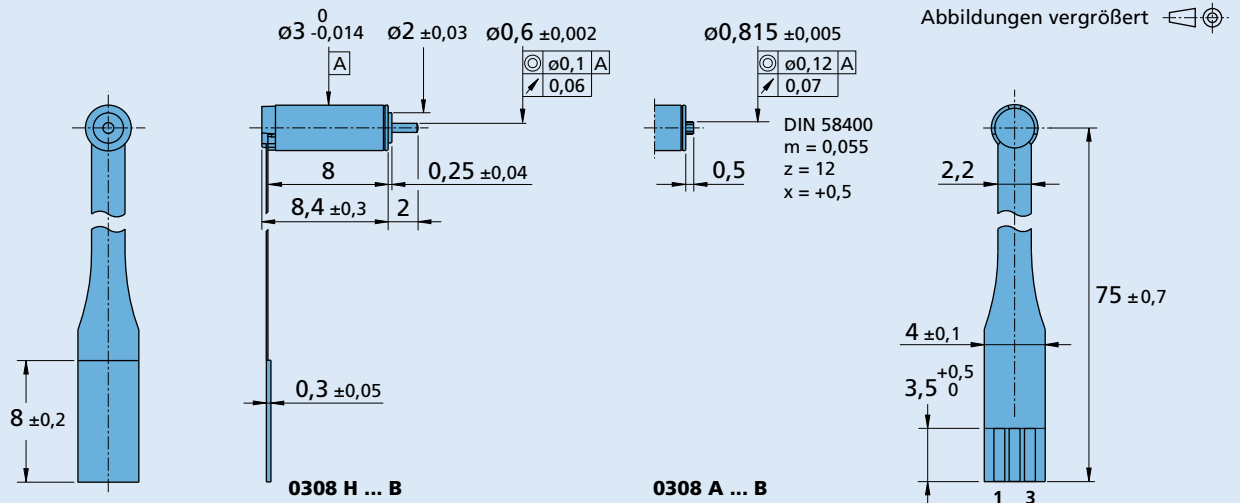 Abbildungen vergrößert
ø3 0 -0,014
ø2 ±0,03
ø0,6 ±0,002
ø0,815 ±0,005
A
ø0,1 A
0,06
ø0,12 A
0,07
DIN 58400
m = 0,055
z = 12
x = +0,5
8
0,25 ±0,04
0,5
2,2
8,4 ±0,3
2
75 ±0,7
4 ±0,1
0,3 ±0,05
3,5 +0,5 0
8 ±0,2
0308 H ... B
0308 A ... B
1 3